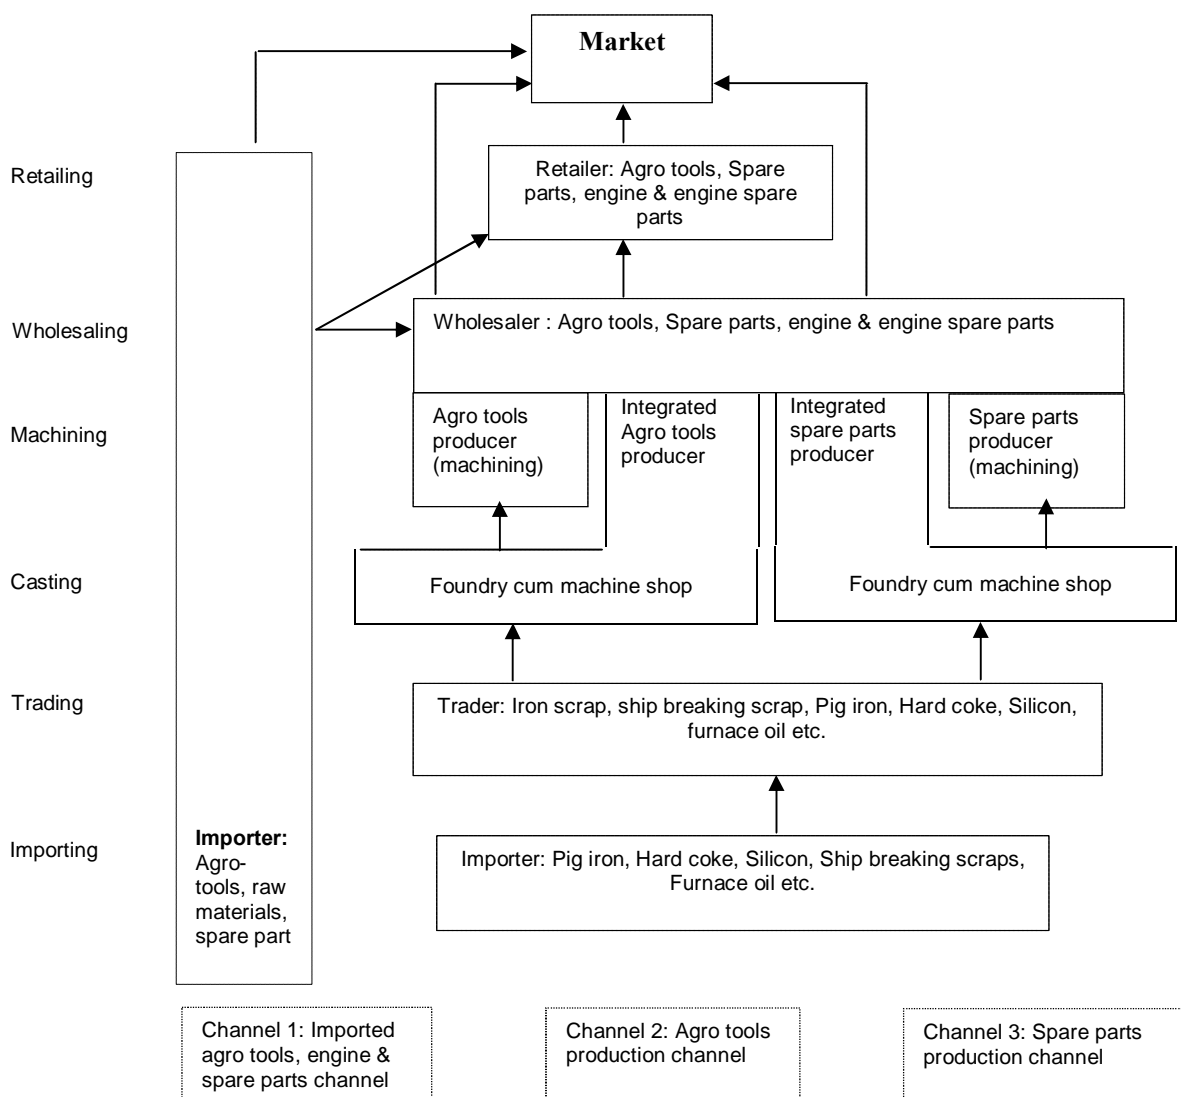 Market
Retailing
Retailer: Agro tools, Spare
parts, engine & engine spare
parts
Wholesaling
Wholesaler : Agro tools, Spare parts, engine & engine spare parts
Machining
Agro tools
producer
(machining)
Integrated
Agro tools
producer
Integrated
spare parts
producer
Spare parts
producer
(machining)
Casting
Foundry cum machine shop
Foundry cum machine shop
Trading
Trader: Iron scrap, ship breaking scrap, Pig iron, Hard coke, Silicon,
furnace oil etc.
Importing
Importer:
Agro-
tools, raw
materials,
spare part
Importer: Pig iron, Hard coke, Silicon, Ship breaking scraps,
Furnace oil etc.
Channel 1: Imported
agro tools, engine &
spare parts channel
Channel 2: Agro tools
production channel
Channel 3: Spare parts
production channel